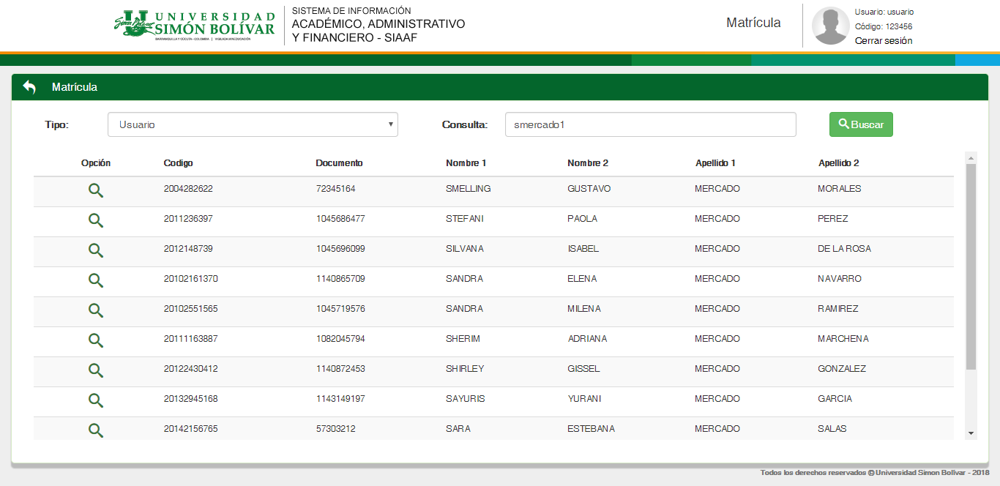 UNIVERSIDAD
SIMÓN BOLÍVAR
BARRANQUILLA Y CÚCUTA - COLOMBIA | VIGILADA MINEDUCACIÓN
SISTEMA DE INFORMACIÓN
ACADÉMICO, ADMINISTRATIVO
Y FINANCIERO - SIAAF
Matrícula
Usuario: usuario
Código: 123456
Cerrar sesión
Matrícula
Tipo: Usuario Consulta: smercado1 Buscar
Opción Codigo Documento Nombre 1 Nombre 2 Apellido 1 Apellido 2
2004282622 72345164 SMELLING GUSTAVO MERCADO MORALES
2011236397 1045686477 STEFANI PAOLA MERCADO PEREZ
2012148739 1045696099 SILVANA ISABEL MERCADO DE LA ROSA
20102161370 1140865709 SANDRA ELENA MERCADO NAVARRO
20102551565 1045719576 SANDRA MILENA MERCADO RAMIREZ
20111163887 1082045794 SHERIM ADRIANA MERCADO MARCHENA
20122430412 1140872453 SHIRLEY GISSEL MERCADO GONZALEZ
20132945168 1143149197 SAYURIS YURANI MERCADO GARCIA
20142156765 57303212 SARA ESTEBANA MERCADO SALAS
Todos los derechos reservados © Universidad Simon Bolívar - 2018